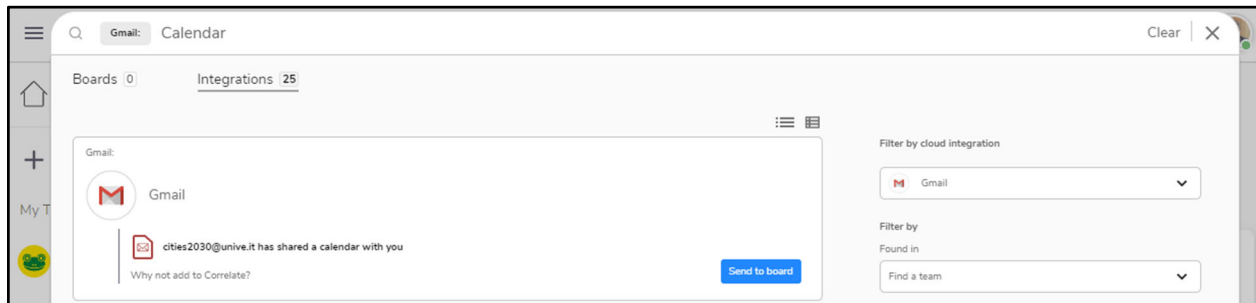 Gmail: Calendar Clear
Boards 0 Integrations 25
Filter by cloud integration
Gmail:
Gmail
Gmail
My T
Filter by
cities2030@unive.it has shared a calendar with you
Found in
Why not add to Correlate?
Send to board
Find a team